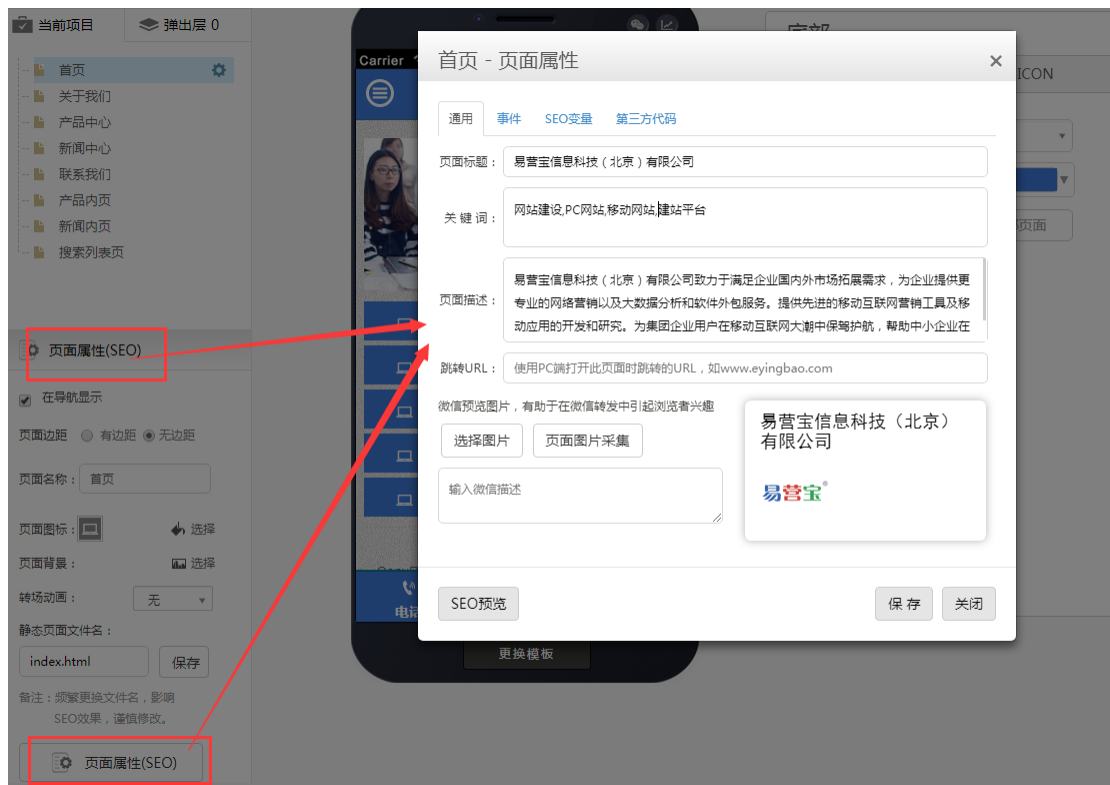 当前项目
弹出层 0
首页
关于我们
产品中心
新闻中心
联系我们
产品内页
新闻内页
搜索列表页
页面属性(SEO)
在导航显示
页面边距 有边距 无边距
页面名称： 首页
页面图标： 选择
页面背景： 选择
转场动画： 无
静态页面文件名：
index.html 保存
备注：频繁更换文件名，影响
SEO效果，谨慎修改。
页面属性(SEO)
Carrier
更换模板
ICON
首页 - 页面属性 ×
通用 事件 SEO变量 第三方代码
页面标题： 易营宝信息科技（北京）有限公司
关 键 词： 网站建设,PC网站,移动网站,建站平台
页面描述： 易营宝信息科技（北京）有限公司致力于满足企业国内外市场拓展需求，为企业提供更
专业的网络营销以及大数据分析和软件外包服务。提供先进的移动互联网营销工具及移
动应用的开发和研究。为集团企业用户在移动互联网大潮中保驾护航，帮助中小企业在
跳转URL： 使用PC端打开此页面时跳转的URL，如www.eyingbao.com
微信预览图片，有助于在微信转发中引起浏览者兴趣
选择图片 页面图片采集
输入微信描述
易营宝信息科技（北京）
有限公司
易营宝®
SEO预览 保 存 关闭